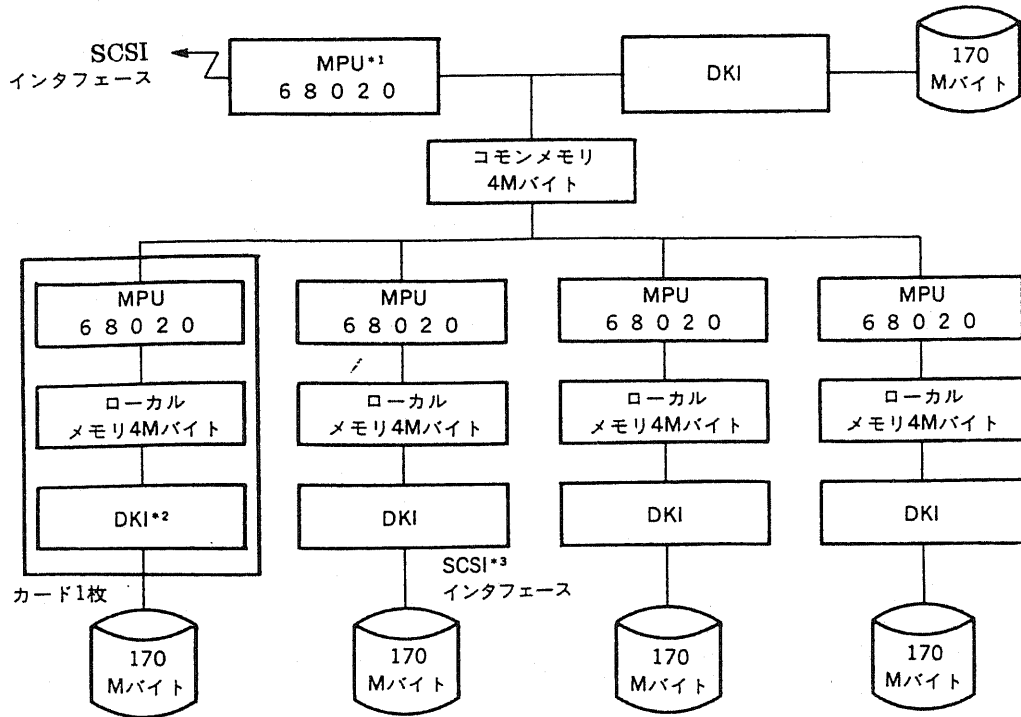 SCSI
インタフェース
MPU*1
６８０２０
DKI
170
Mバイト
コモンメモリ
4Mバイト
MPU
６８０２０
MPU
６８０２０
MPU
６８０２０
MPU
６８０２０
ローカル
メモリ4Mバイト
ローカル
メモリ4Mバイト
ローカル
メモリ4Mバイト
ローカル
メモリ4Mバイト
DKI*2
DKI
DKI
DKI
カード1枚
SCSI*3
インタフェース
170
Mバイト
170
Mバイト
170
Mバイト
170
Mバイト